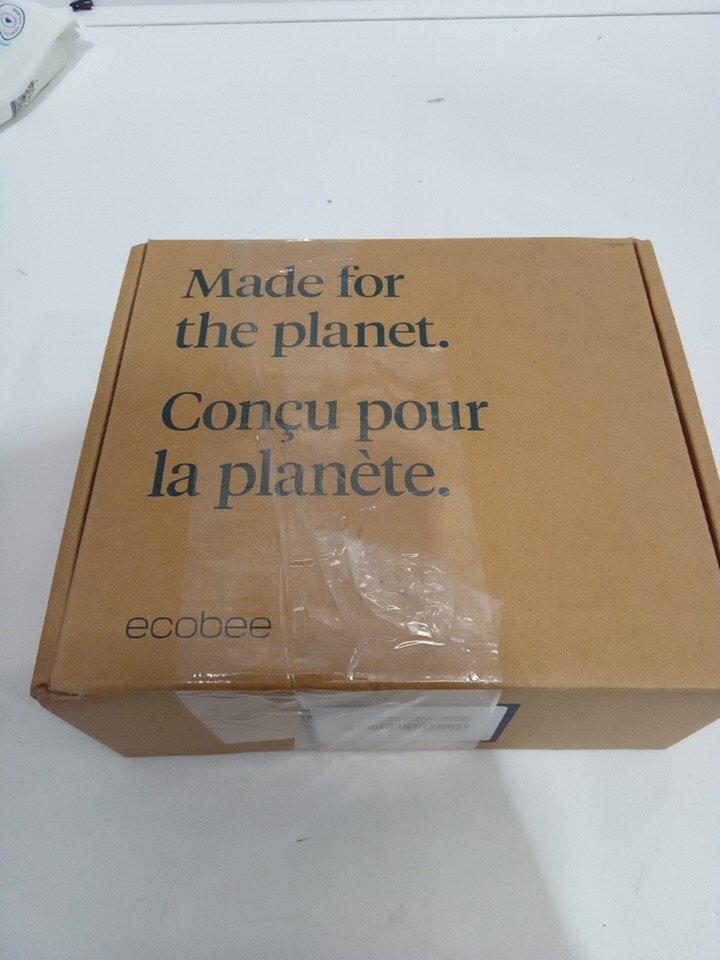 Made for
the planet.
Conçu pour
la planète.
ecobee